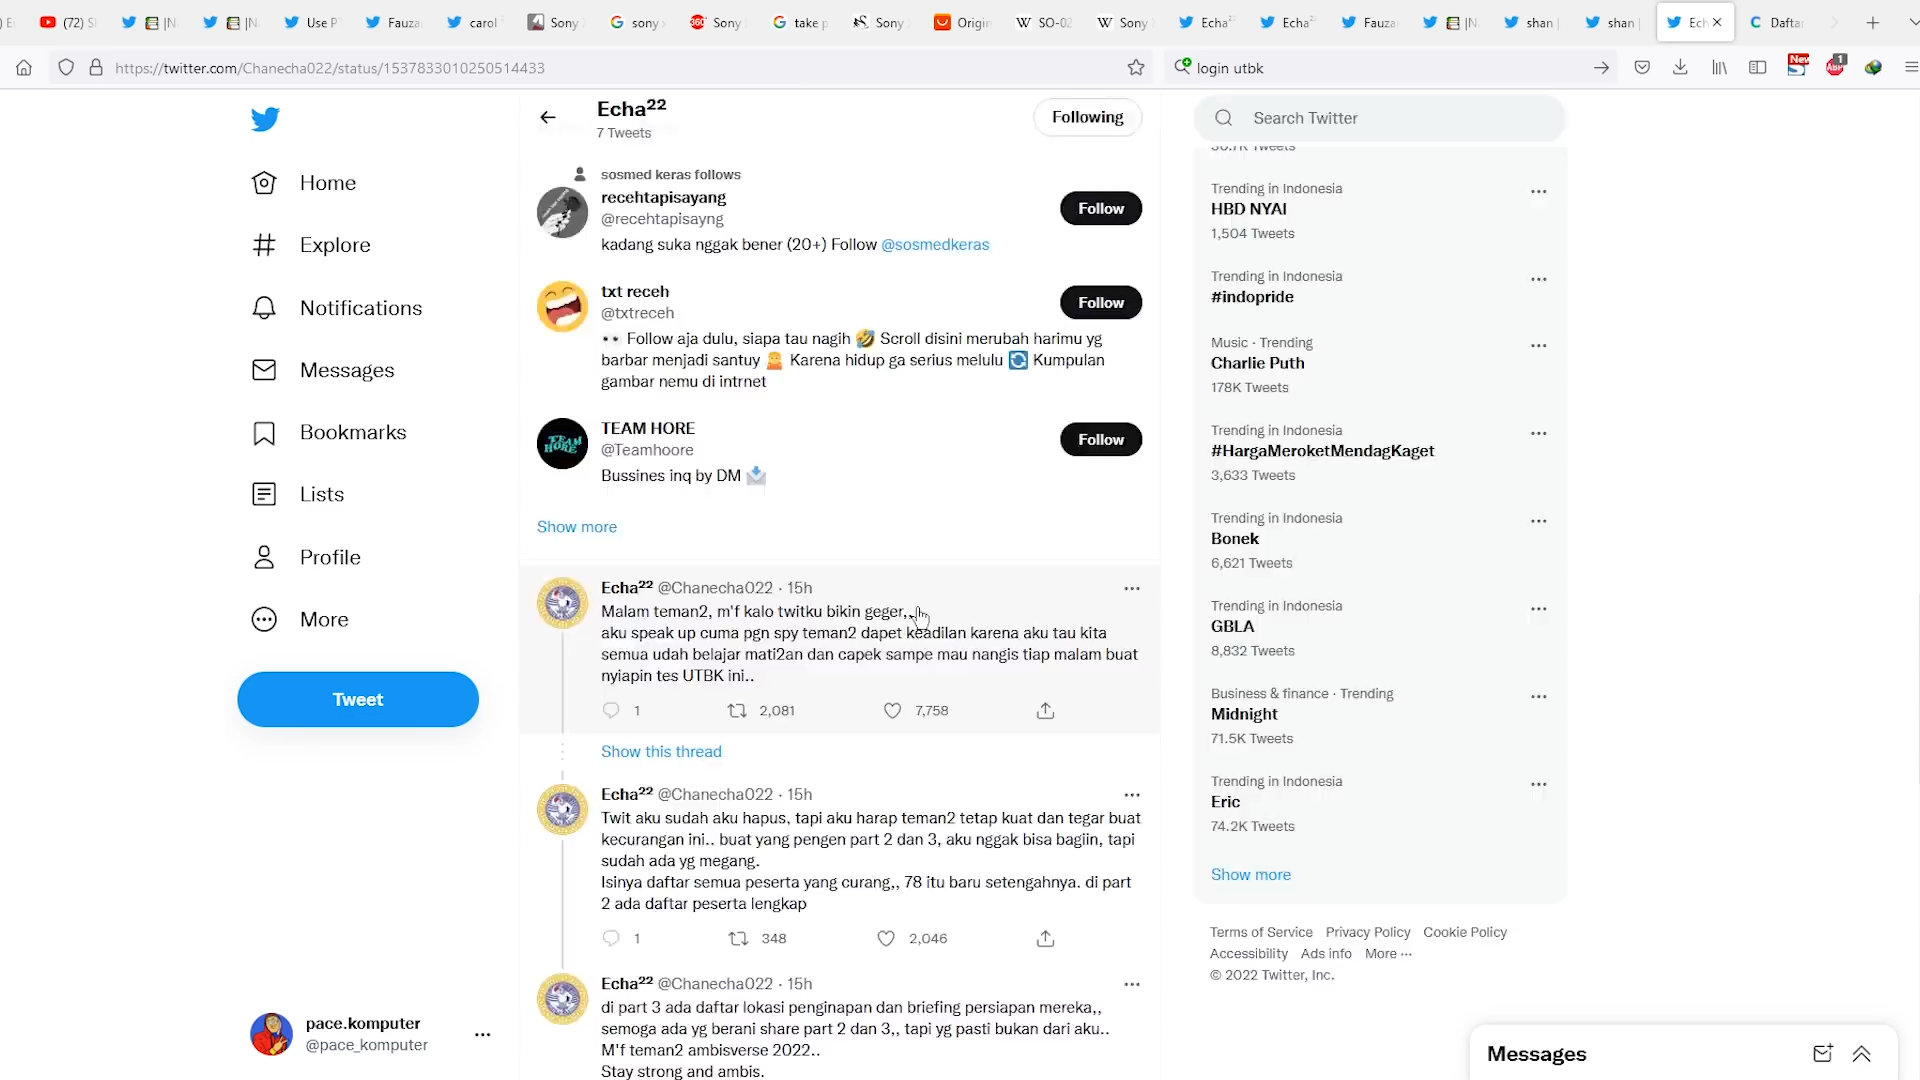 (72) S
|N
|N
Use P
Fauza
carol
Sony
sony
Sony
take p
Sony
Origin
SO-02
Sony
Echa²
Echa²
Fauza
|N
shan |
shan |
Ech
Dafta
https://twitter.com/Chanecha022/status/1537833010250514433
login utbk
New
ABP
1
Home
Explore
Notifications
Messages
Bookmarks
Lists
Profile
More
Tweet
pace.komputer
@pace_komputer
Echa²²
7 Tweets
Following
sosmed keras follows
recehtapisayang
@recehtapisayng
Follow
kadang suka nggak bener (20+) Follow @sosmedkeras
txt receh
@txtreceh
Follow
👀 Follow aja dulu, siapa tau nagih 🤣 Scroll disini merubah harimu yg
barbar menjadi santuy 🙊 Karena hidup ga serius melulu 🔄 Kumpulan
gambar nemu di intrnet
TEAM HORE
TEAM HORE
@Teamhoore
Follow
Bussines inq by DM 📩
Show more
Echa²² @Chanecha022 · 15h
Malam teman2, m'f kalo twitku bikin geger,,
aku speak up cuma pgn spy teman2 dapet keadilan karena aku tau kita
semua udah belajar mati2an dan capek sampe mau nangis tiap malam buat
nyiapin tes UTBK ini..
1 2,081 7,758
Show this thread
Echa²² @Chanecha022 · 15h
Twit aku sudah aku hapus, tapi aku harap teman2 tetap kuat dan tegar buat
kecurangan ini.. buat yang pengen part 2 dan 3, aku nggak bisa bagiin, tapi
sudah ada yg megang.
Isinya daftar semua peserta yang curang,, 78 itu baru setengahnya. di part
2 ada daftar peserta lengkap
1 348 2,046
Echa²² @Chanecha022 · 15h
di part 3 ada daftar lokasi penginapan dan briefing persiapan mereka,,
semoga ada yg berani share part 2 dan 3,, tapi yg pasti bukan dari aku..
M'f teman2 ambisverse 2022..
Stay strong and ambis.
Search Twitter
30.7K Tweets
Trending in Indonesia
HBD NYAI
1,504 Tweets
Trending in Indonesia
#indopride
Music · Trending
Charlie Puth
178K Tweets
Trending in Indonesia
#HargaMeroketMendagKaget
3,633 Tweets
Trending in Indonesia
Bonek
6,621 Tweets
Trending in Indonesia
GBLA
8,832 Tweets
Business & finance · Trending
Midnight
71.5K Tweets
Trending in Indonesia
Eric
74.2K Tweets
Show more
Terms of Service Privacy Policy Cookie Policy
Accessibility Ads info More ···
© 2022 Twitter, Inc.
Messages